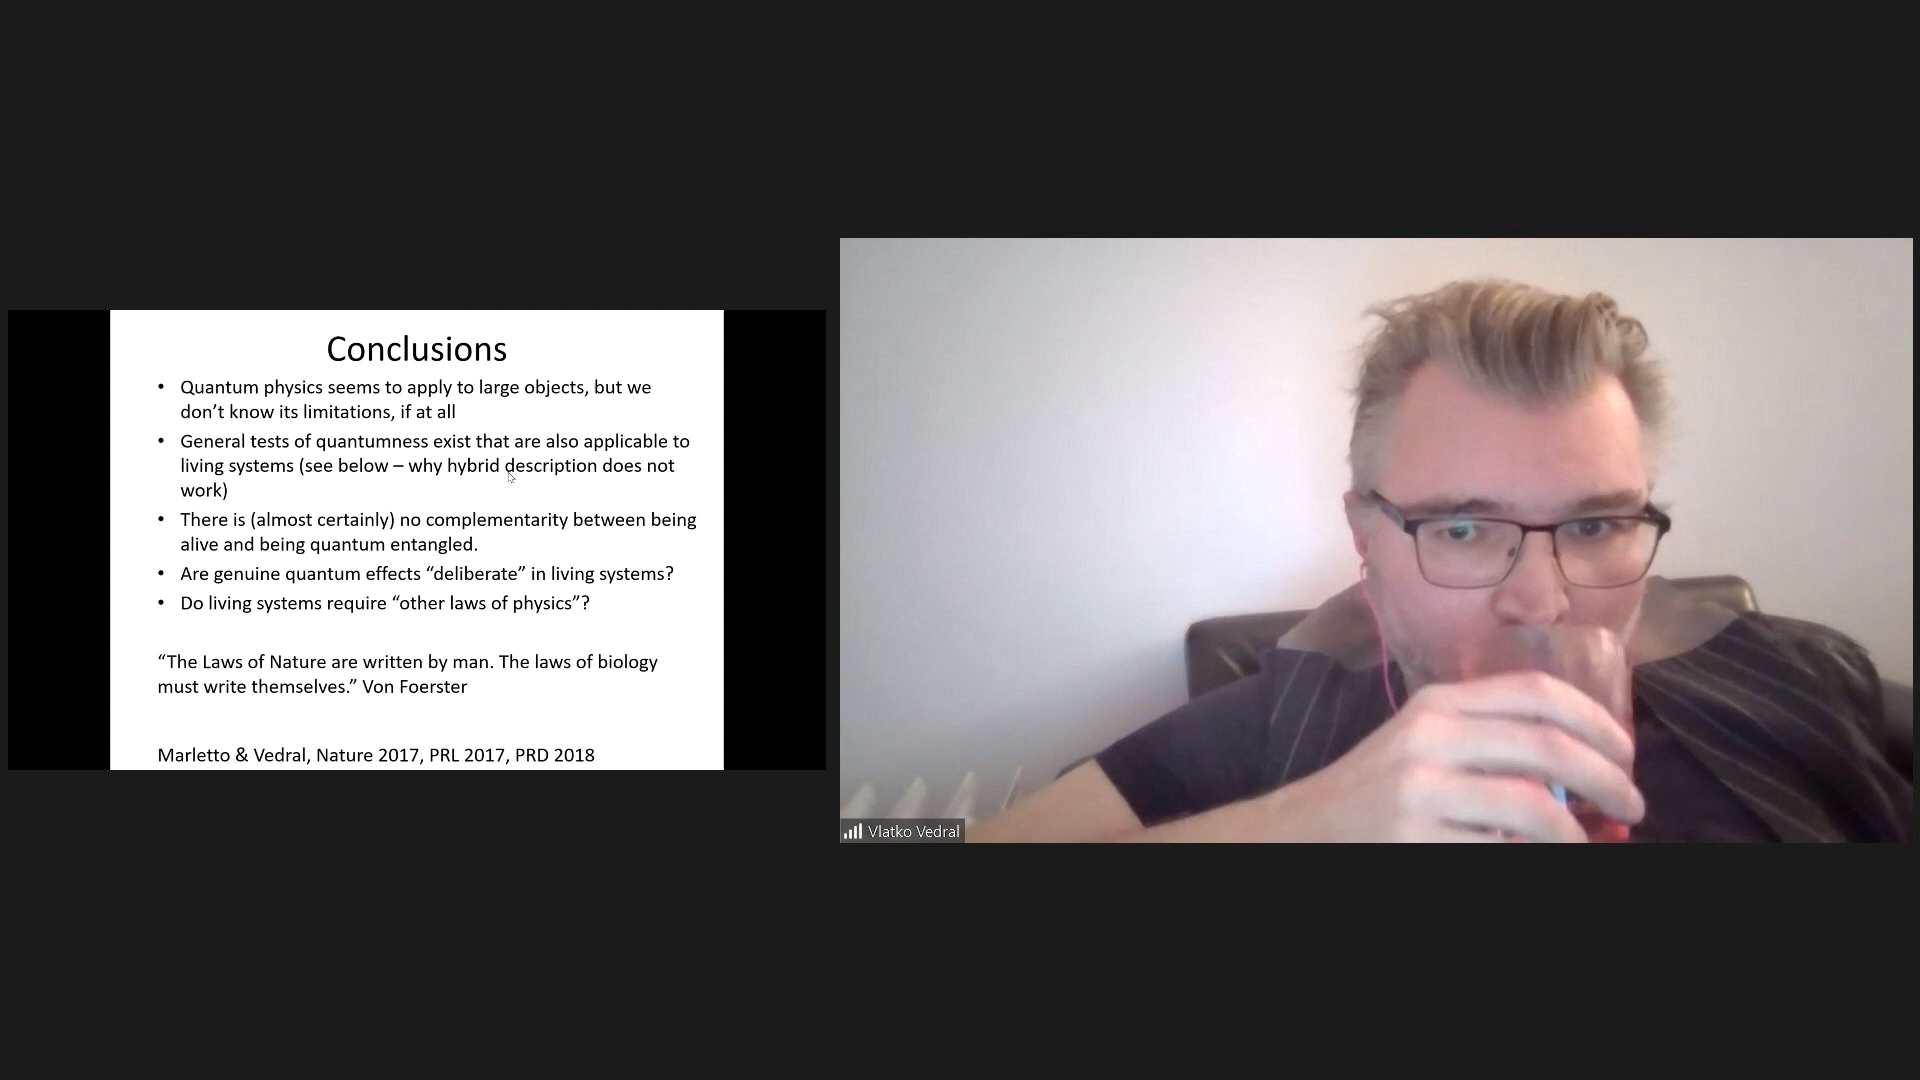 Conclusions
• Quantum physics seems to apply to large objects, but we
don’t know its limitations, if at all
• General tests of quantumness exist that are also applicable to
living systems (see below – why hybrid description does not
work)
• There is (almost certainly) no complementarity between being
alive and being quantum entangled.
• Are genuine quantum effects “deliberate” in living systems?
• Do living systems require “other laws of physics”?
“The Laws of Nature are written by man. The laws of biology
must write themselves.” Von Foerster
Marletto & Vedral, Nature 2017, PRL 2017, PRD 2018
Vlatko Vedral